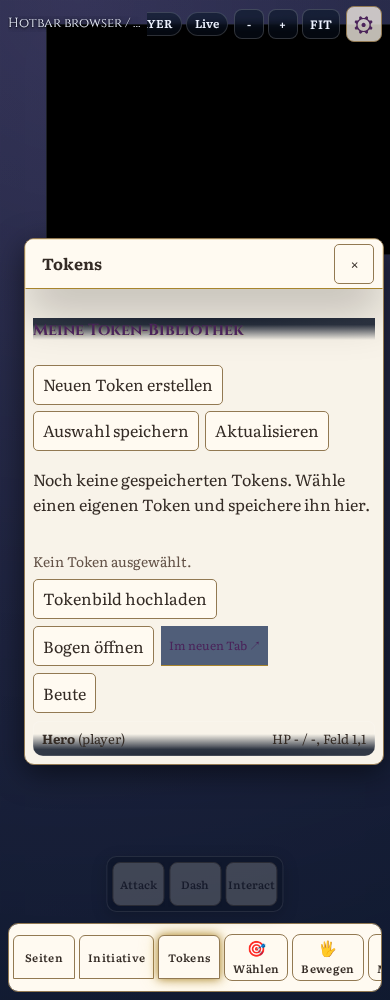 Hotbar browser / ...
YER Live - + FIT
Tokens ×
Meine Token-Bibliothek
Neuen Token erstellen
Auswahl speichern Aktualisieren
Noch keine gespeicherten Tokens. Wähle
einen eigenen Token und speichere ihn hier.
Kein Token ausgewählt.
Tokenbild hochladen
Bogen öffnen Im neuen Tab ↗
Beute
Hero (player) HP - / -, Feld 1,1
Attack Dash Interact
Seiten Initiative Tokens Wählen Bewegen